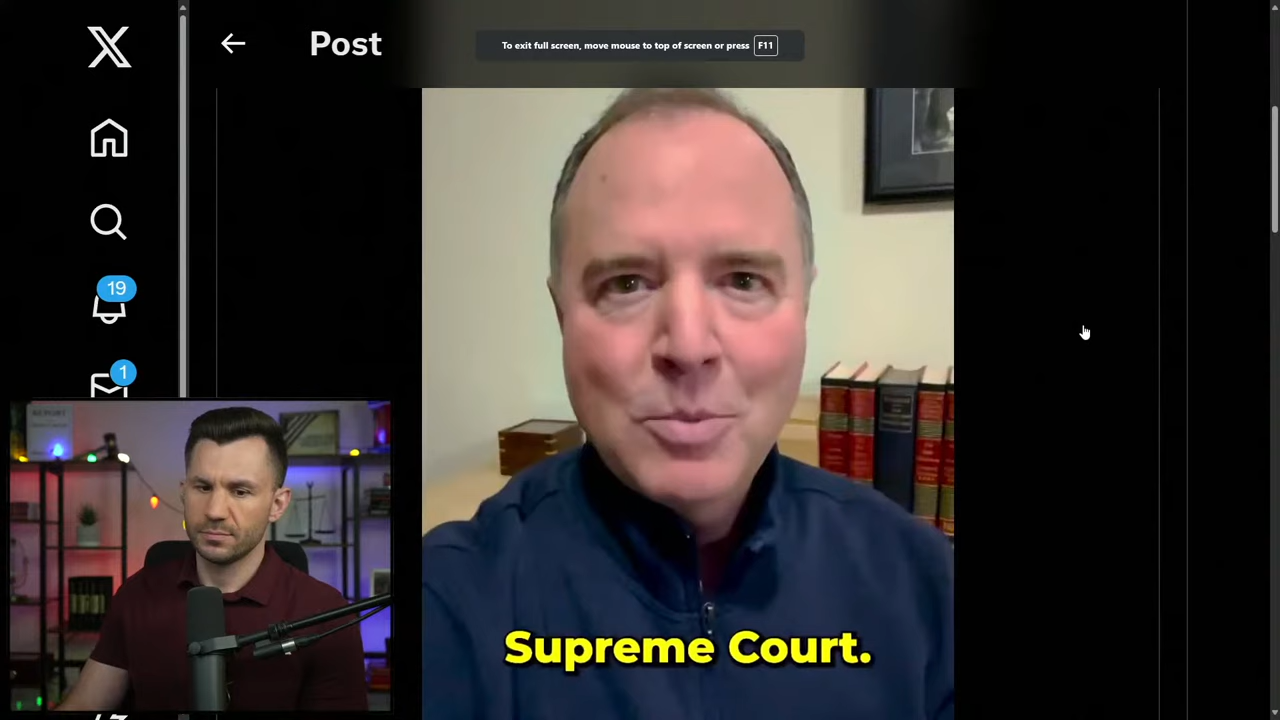 Post
To exit full screen, move mouse to top of screen or press F11
19
1
Supreme Court.